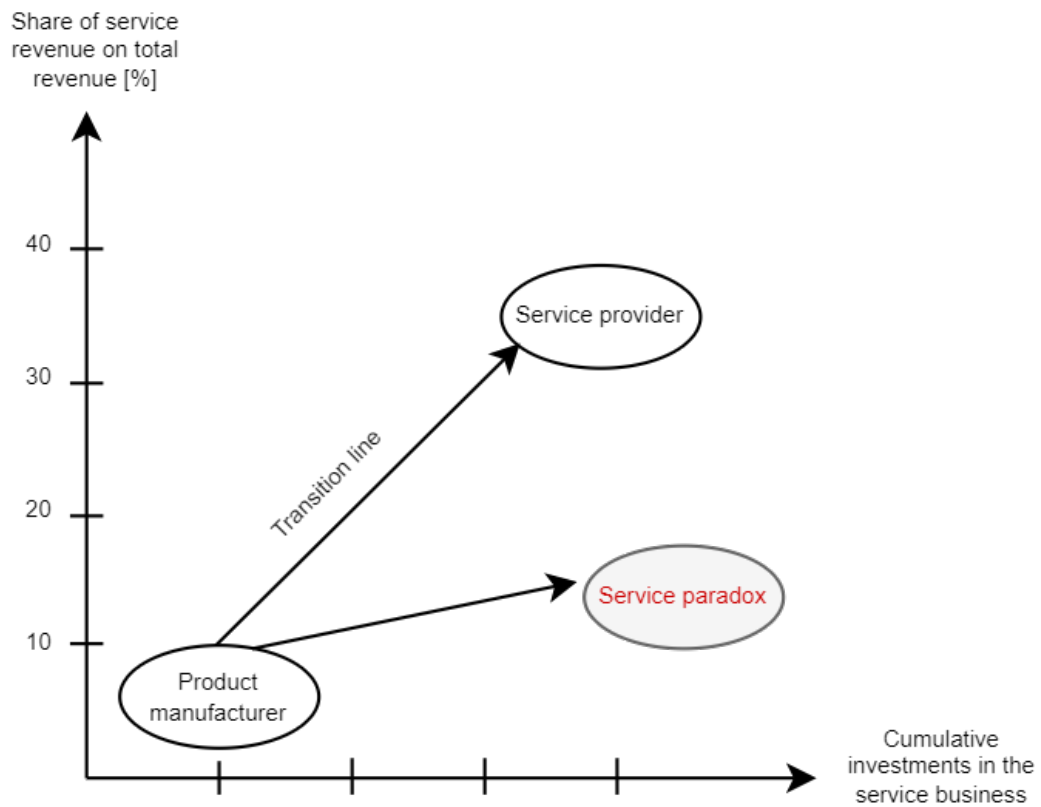 Share of service
revenue on total
revenue [%]
40
Service provider
30
Transition line
20
Service paradox
10
Product
manufacturer
Cumulative
investments in the
service business